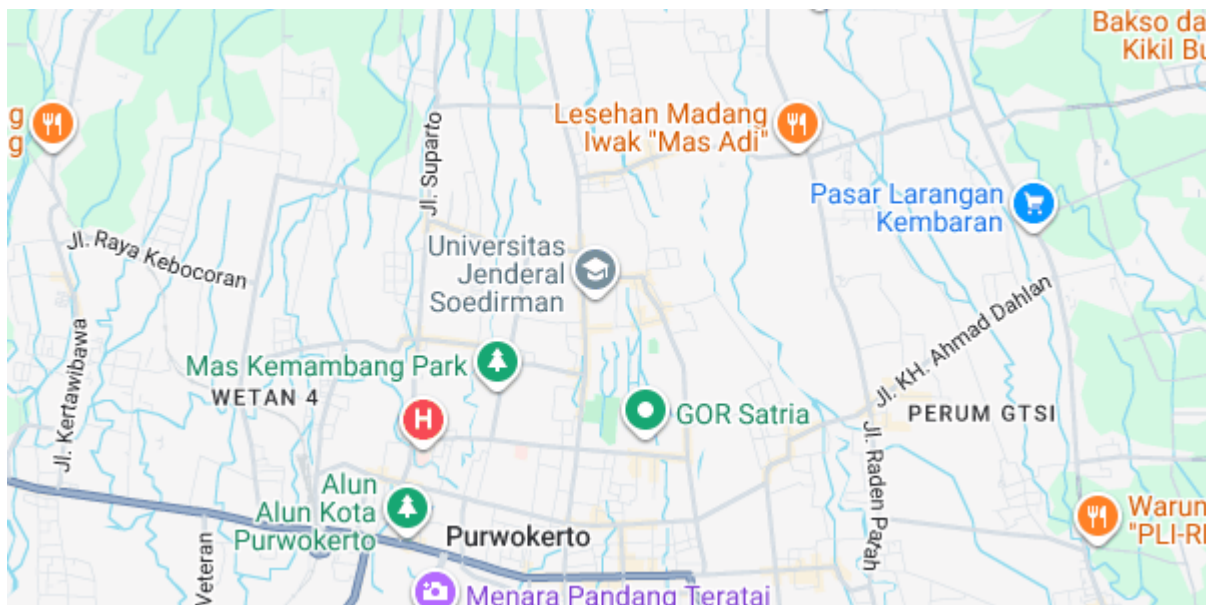 Bakso da
Kikil Bu
g
g
Lesehan Madang
Iwak "Mas Adi"
Jl. Suparto
Pasar Larangan
Kembaran
Jl. Raya Kebocoran
Universitas
Jenderal
Soedirman
Jl. KH. Ahmad Dahlan
Jl. Kertawibawa
Mas Kemambang Park
WETAN 4
H
GOR Satria
PERUM GTSI
Jl. Raden Patah
Alun
Alun Kota
Purwokerto
Purwokerto
Warun
"PLI-RI
Veteran
Menara Pandang Teratai